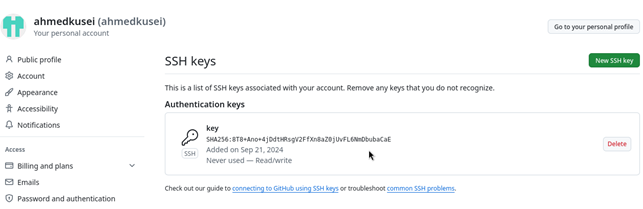 ahmedkusei (ahmedkusei)
Your personal account
Go to your personal profile
Public profile
Account
Appearance
Accessibility
Notifications
Access
Billing and plans
Emails
Password and authentication
SSH keys
New SSH key
This is a list of SSH keys associated with your account. Remove any keys that you do not recognize.
Authentication keys
key
SHA256:8T8+Ano+4jDdtHRsgV2FfXn8aZ0jUvFL6NmDbubaCaE
Added on Sep 21, 2024
Never used — Read/write
SSH
Delete
Check out our guide to connecting to GitHub using SSH keys or troubleshoot common SSH problems.